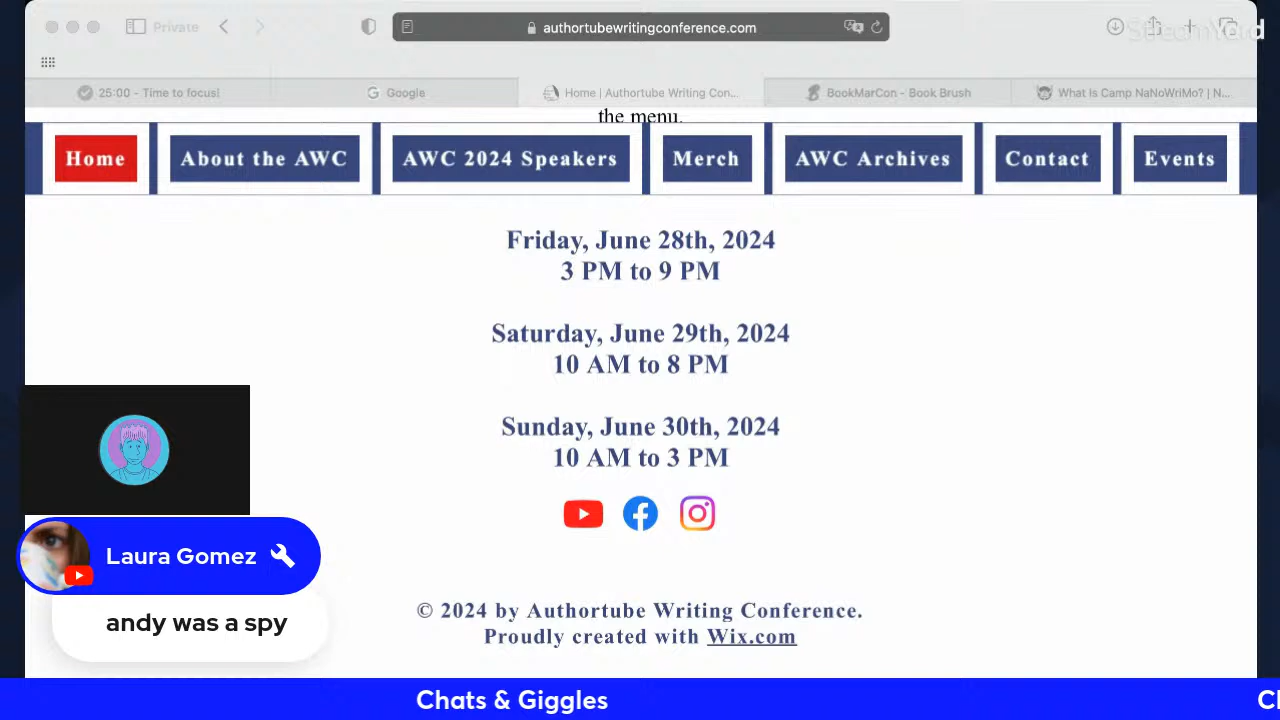 Private
authortubewritingconference.com
StreamYard
25:00 - Time to focus!
Google
Home | Authortube Writing Con...
BookMarCon - Book Brush
What Is Camp NaNoWriMo? | N...
the menu.
Home
About the AWC
AWC 2024 Speakers
Merch
AWC Archives
Contact
Events
Friday, June 28th, 2024
3 PM to 9 PM
Saturday, June 29th, 2024
10 AM to 8 PM
Sunday, June 30th, 2024
10 AM to 3 PM
Laura Gomez
andy was a spy
© 2024 by Authortube Writing Conference.
Proudly created with Wix.com
Chats & Giggles